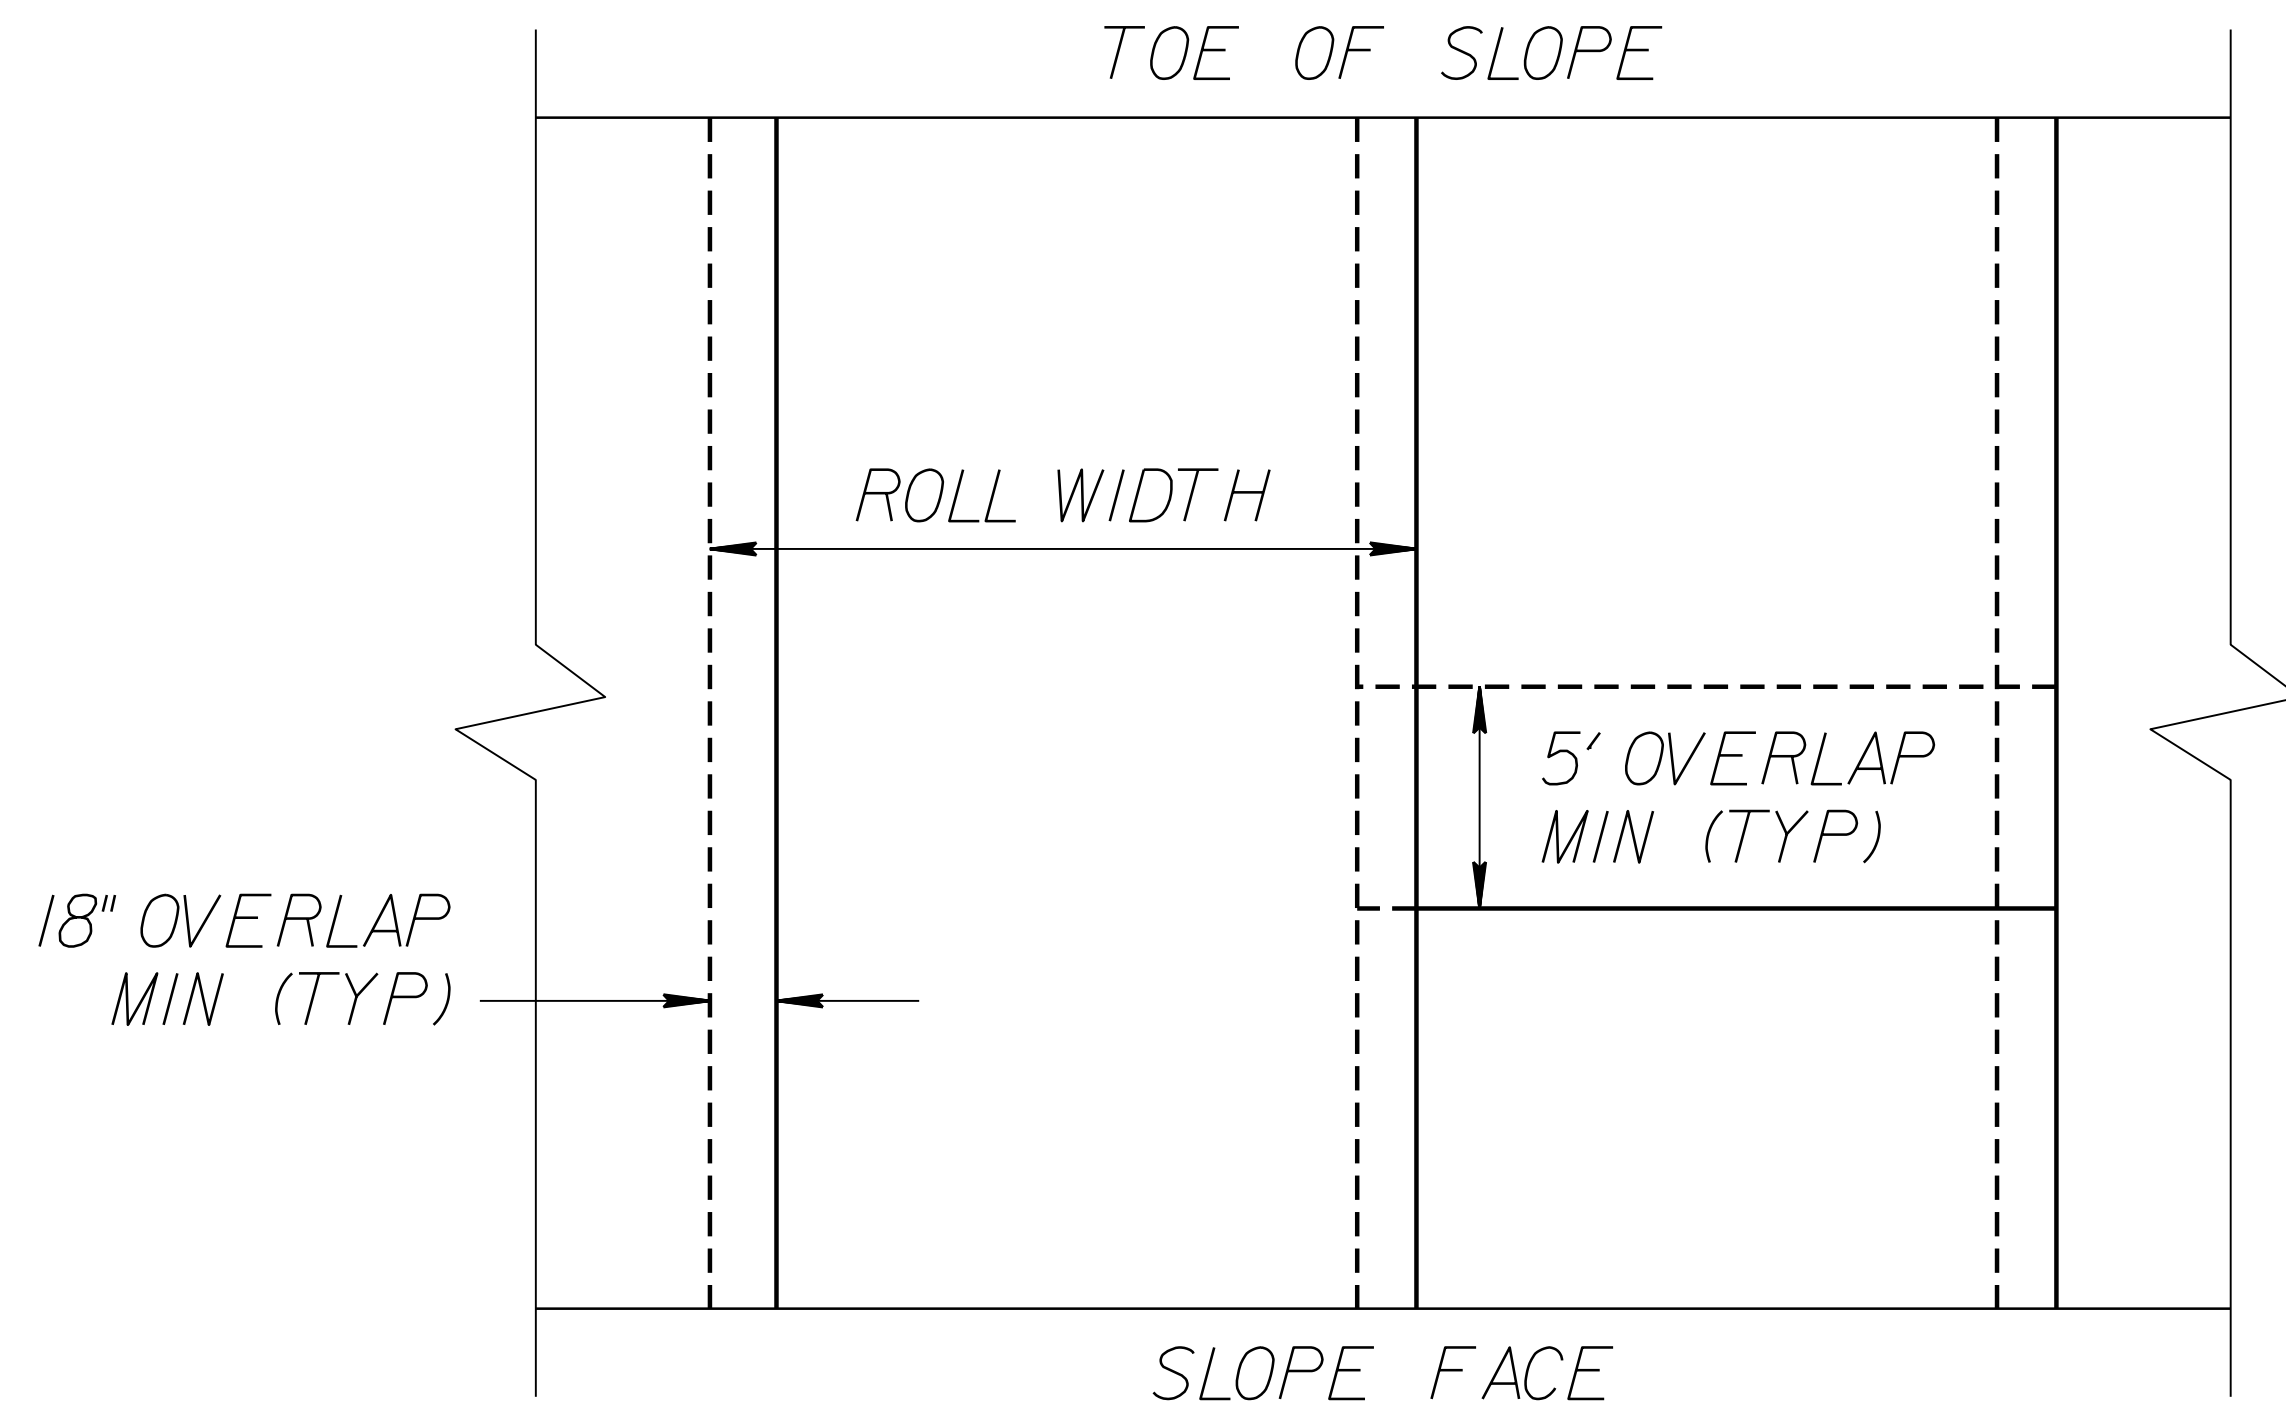 TOE OF SLOPE
ROLL WIDTH
5' OVERLAP
MIN (TYP)
18" OVERLAP
MIN (TYP)
SLOPE FACE